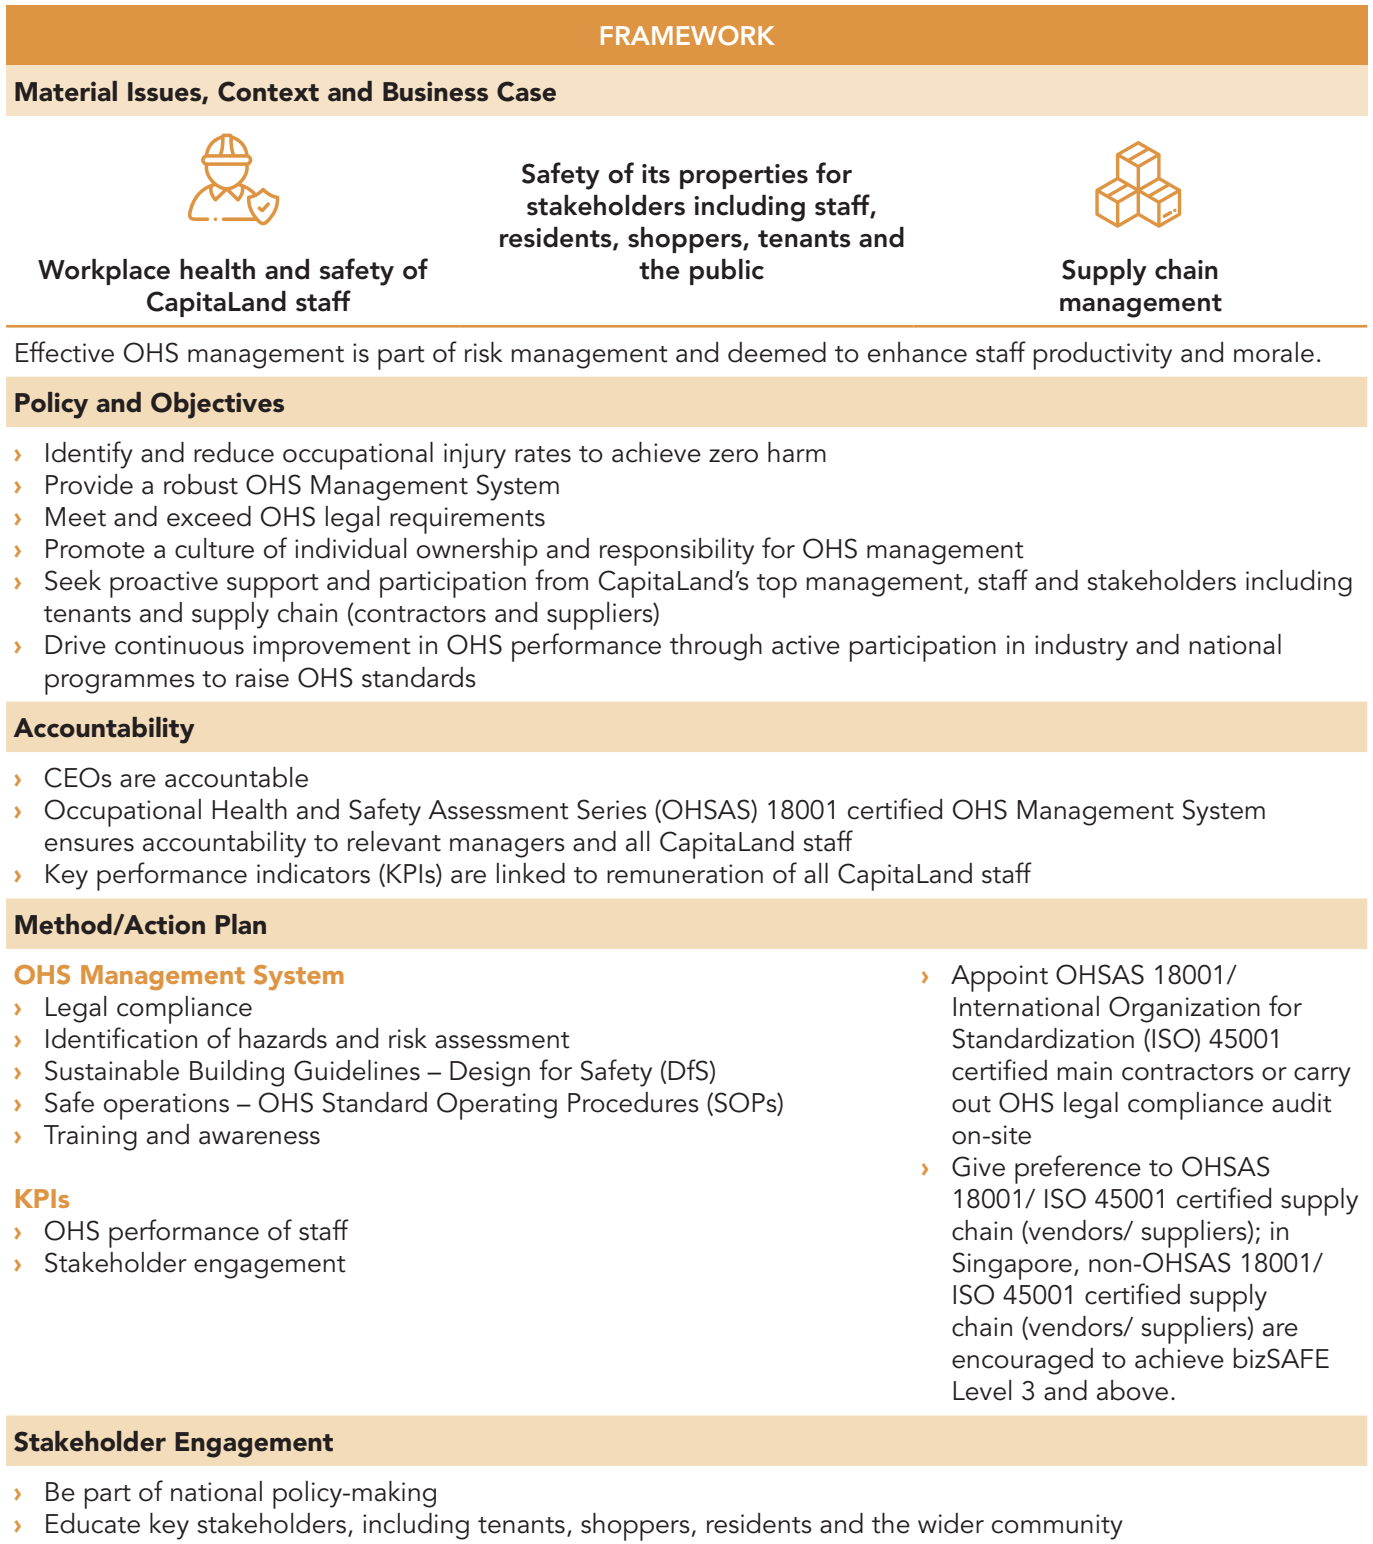 FRAMEWORK
Material Issues, Context and Business Case
Workplace health and safety of
CapitaLand staff
Safety of its properties for
stakeholders including staff,
residents, shoppers, tenants and
the public
Supply chain
management
Effective OHS management is part of risk management and deemed to enhance staff productivity and morale.
Policy and Objectives
› Identify and reduce occupational injury rates to achieve zero harm
› Provide a robust OHS Management System
› Meet and exceed OHS legal requirements
› Promote a culture of individual ownership and responsibility for OHS management
› Seek proactive support and participation from CapitaLand’s top management, staff and stakeholders including
tenants and supply chain (contractors and suppliers)
› Drive continuous improvement in OHS performance through active participation in industry and national
programmes to raise OHS standards
Accountability
› CEOs are accountable
› Occupational Health and Safety Assessment Series (OHSAS) 18001 certified OHS Management System
ensures accountability to relevant managers and all CapitaLand staff
› Key performance indicators (KPIs) are linked to remuneration of all CapitaLand staff
Method/Action Plan
OHS Management System
› Legal compliance
› Identification of hazards and risk assessment
› Sustainable Building Guidelines – Design for Safety (DfS)
› Safe operations – OHS Standard Operating Procedures (SOPs)
› Training and awareness
KPIs
› OHS performance of staff
› Stakeholder engagement
› Appoint OHSAS 18001/
International Organization for
Standardization (ISO) 45001
certified main contractors or carry
out OHS legal compliance audit
on-site
› Give preference to OHSAS
18001/ ISO 45001 certified supply
chain (vendors/ suppliers); in
Singapore, non-OHSAS 18001/
ISO 45001 certified supply
chain (vendors/ suppliers) are
encouraged to achieve bizSAFE
Level 3 and above.
Stakeholder Engagement
› Be part of national policy-making
› Educate key stakeholders, including tenants, shoppers, residents and the wider community